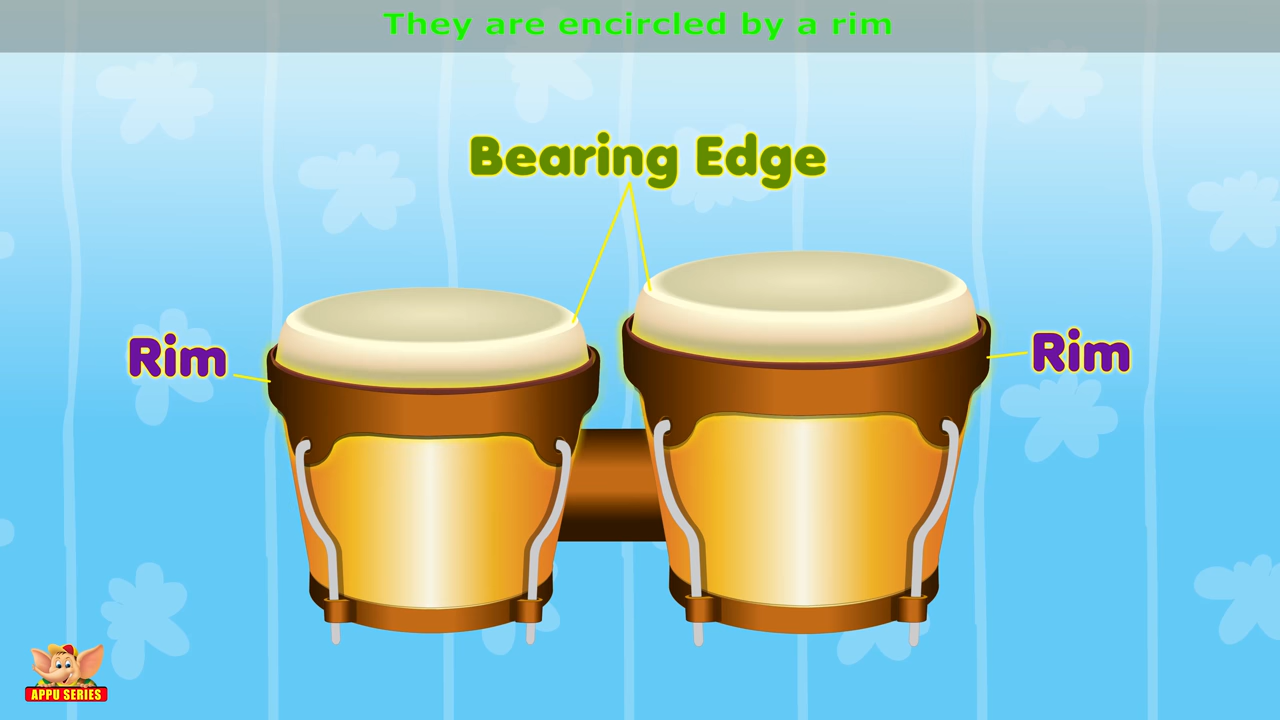 They are encircled by a rim
Bearing Edge
Rim
Rim
APPU SERIES